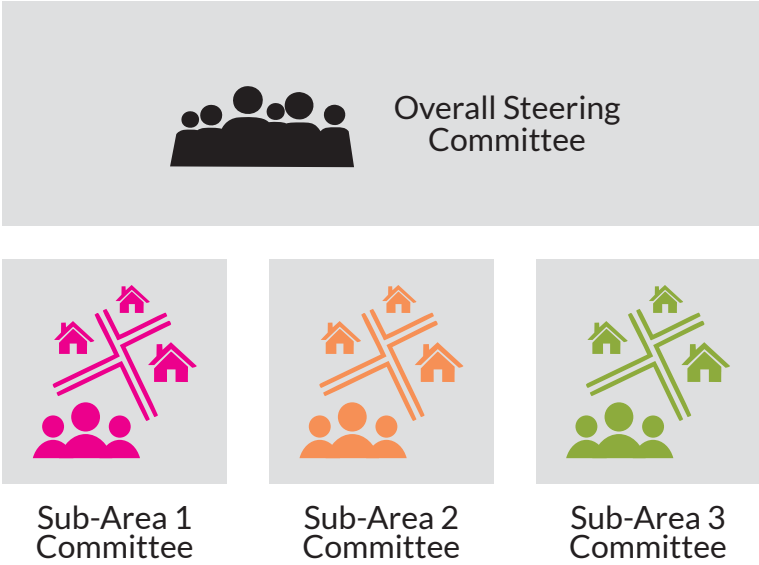 Overall Steering
Committee
Sub-Area 1
Committee
Sub-Area 2
Committee
Sub-Area 3
Committee